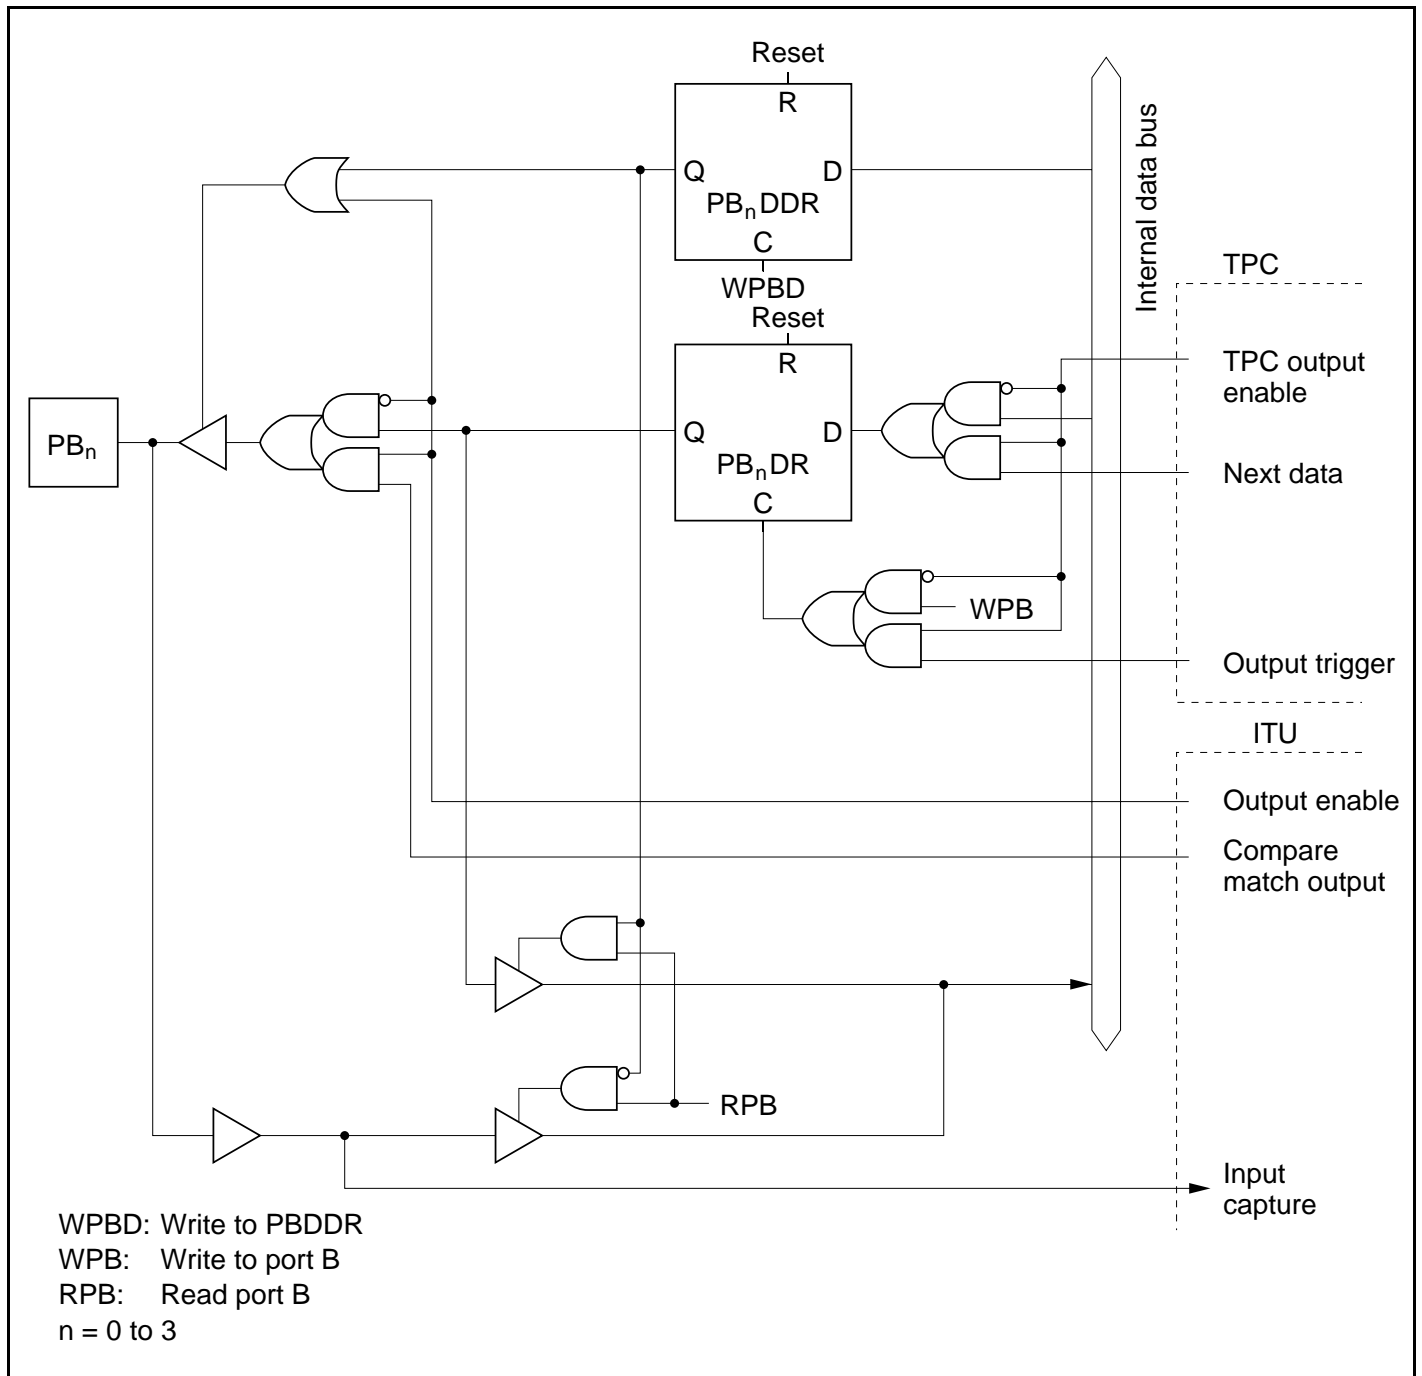 Reset
R
Q
D
PBnDDR
C
WPBD
Internal data bus
TPC
Reset
R
TPC output
enable
PBn
Q
D
PBnDR
C
Next data
WPB
Output trigger
ITU
Output enable
Compare
match output
RPB
Input
capture
WPBD: Write to PBDDR
WPB: Write to port B
RPB: Read port B
n = 0 to 3